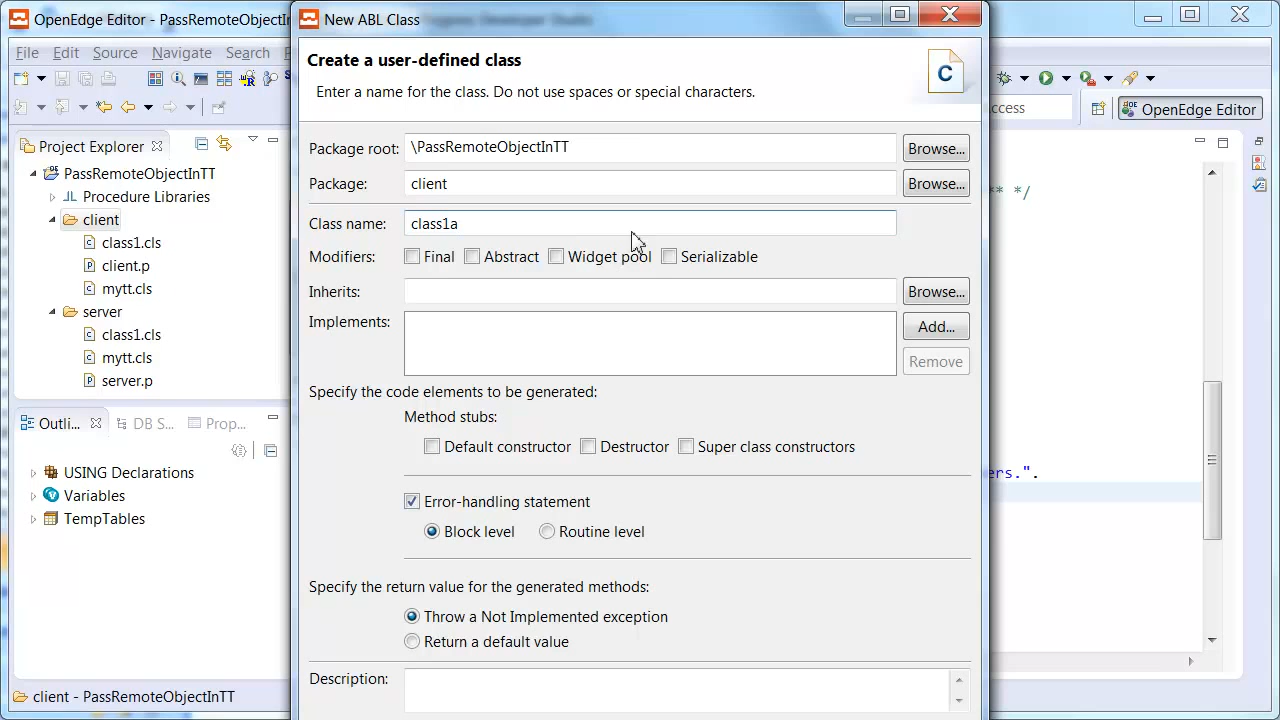 OpenEdge Editor - PassRemoteObjectIn
New ABL Class
Progress Developer Studio
File Edit Source Navigate Search
Create a user-defined class
Enter a name for the class. Do not use spaces or special characters.
C
ccess
OpenEdge Editor
Project Explorer
PassRemoteObjectInTT
Procedure Libraries
client
class1.cls
client.p
mytt.cls
server
class1.cls
mytt.cls
server.p
Package root: \PassRemoteObjectInTT Browse...
Package: client Browse...
Class name: class1a
Modifiers: Final Abstract Widget pool Serializable
Inherits: Browse...
Implements: Add...
Remove
Specify the code elements to be generated:
Method stubs:
Default constructor Destructor Super class constructors
Error-handling statement
Block level Routine level
Specify the return value for the generated methods:
Throw a Not Implemented exception
Return a default value
Description:
** */
ers.".
Outli... DB S... Prop...
USING Declarations
Variables
TempTables
client - PassRemoteObjectInTT